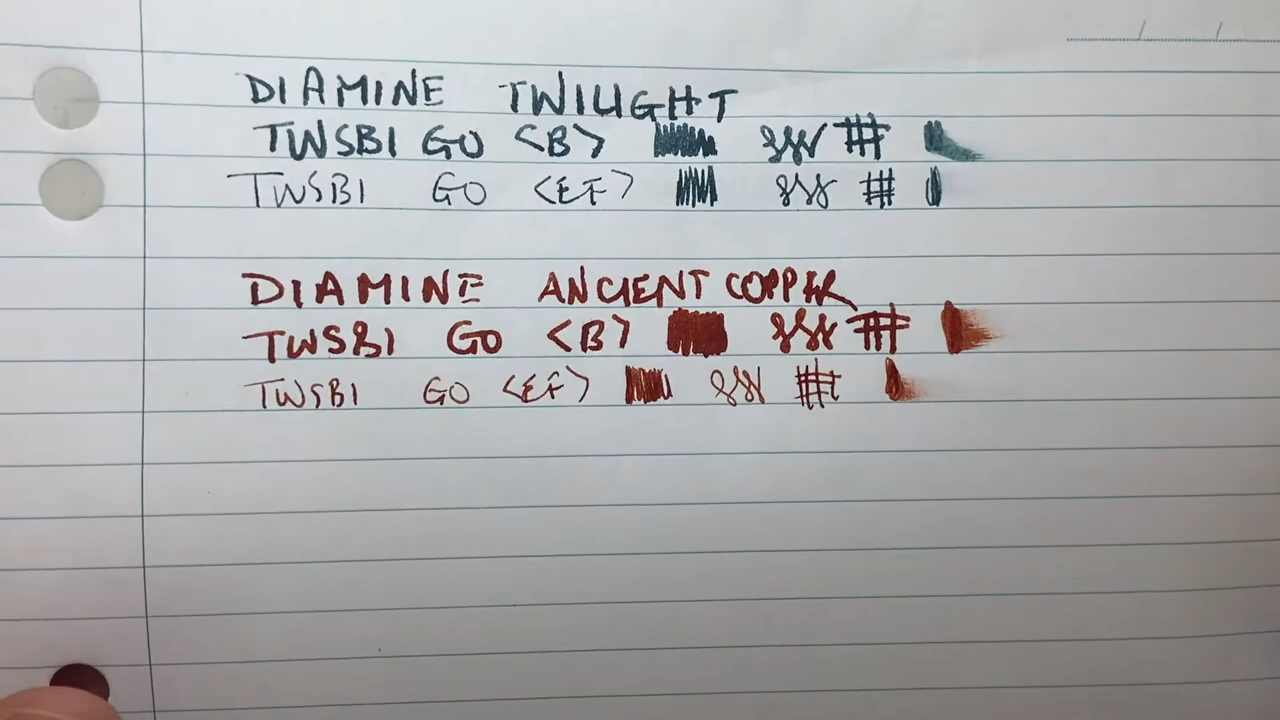 DIAMINE TWILIGHT
TWSBI GO <B>
TWSBI GO <EF>
DIAMINE ANCIENT COPPER
TWSBI GO <B>
TWSBI GO <EF>